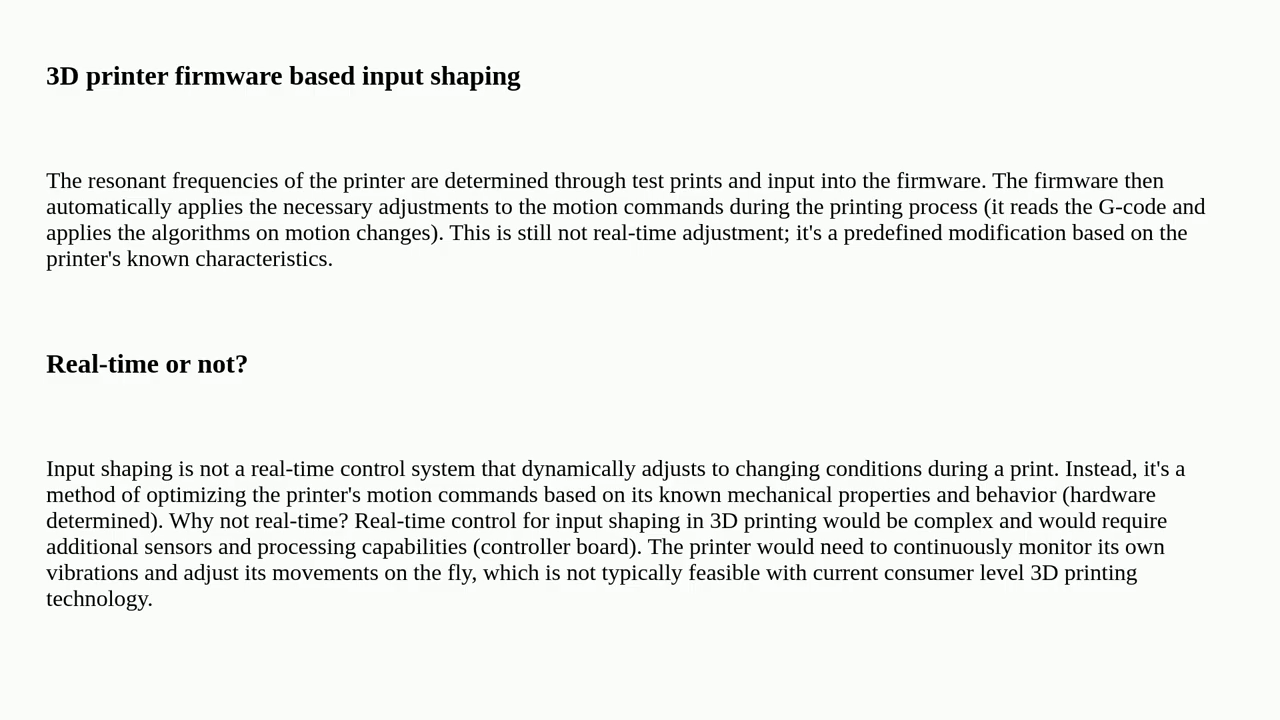 3D printer firmware based input shaping
The resonant frequencies of the printer are determined through test prints and input into the firmware. The firmware then
automatically applies the necessary adjustments to the motion commands during the printing process (it reads the G-code and
applies the algorithms on motion changes). This is still not real-time adjustment; it's a predefined modification based on the
printer's known characteristics.
Real-time or not?
Input shaping is not a real-time control system that dynamically adjusts to changing conditions during a print. Instead, it's a
method of optimizing the printer's motion commands based on its known mechanical properties and behavior (hardware
determined). Why not real-time? Real-time control for input shaping in 3D printing would be complex and would require
additional sensors and processing capabilities (controller board). The printer would need to continuously monitor its own
vibrations and adjust its movements on the fly, which is not typically feasible with current consumer level 3D printing
technology.